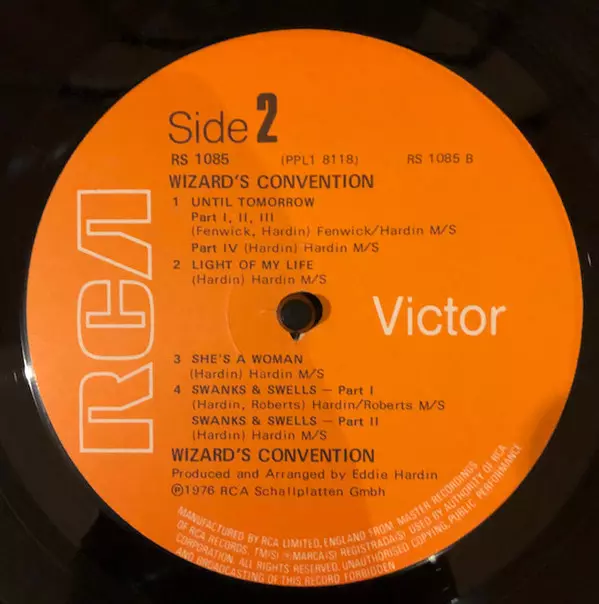 Side 2
RS 1085 (PPL1 8118) RS 1085 B
WIZARD'S CONVENTION
1 UNTIL TOMORROW
Part I, II, III
(Fenwick, Hardin) Fenwick/Hardin M/S
Part IV (Hardin) Hardin M/S
2 LIGHT OF MY LIFE
(Hardin) Hardin M/S
RCA
Victor
3 SHE'S A WOMAN
(Hardin) Hardin M/S
4 SWANKS & SWELLS – Part I
(Hardin, Roberts) Hardin/Roberts M/S
SWANKS & SWELLS – Part II
(Hardin) Hardin M/S
WIZARD'S CONVENTION
Produced and Arranged by Eddie Hardin
℗1976 RCA Schallplatten Gmbh
MANUFACTURED BY RCA LIMITED, ENGLAND FROM MASTER RECORDINGS
OF RCA RECORDS. TM(S) ® MARCA(S) REGISTRADA(S) USED BY AUTHORITY OF RCA
CORPORATION. ALL RIGHTS RESERVED. UNAUTHORISED COPYING, PUBLIC PERFORMANCE,
BROADCASTING OF THIS RECORD FORBIDDEN